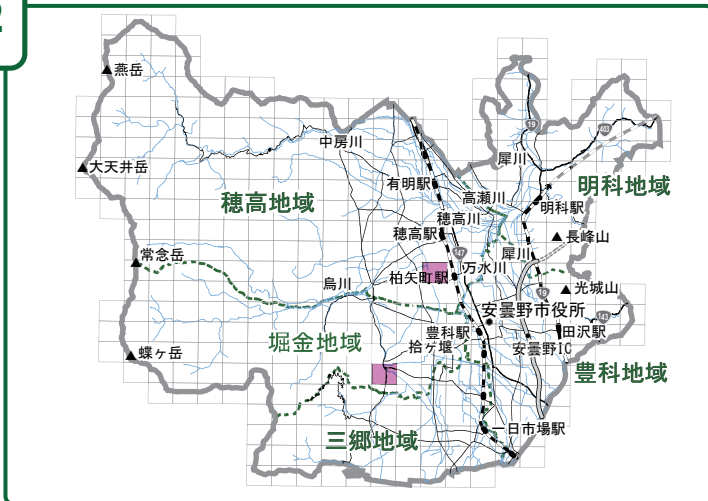 2
燕岳
19
403
中房川
犀川
大天井岳
有明駅
明科地域
高瀬川
穂高地域
明科駅
穂高川
穂高駅
長峰山
147
犀川
常念岳
万水川
柏矢町駅
烏川
光城山
19
安曇野市役所
143
豊科駅
田沢駅
堀金地域
拾ケ堰
安曇野IC
蝶ヶ岳
豊科地域
一日市場駅
三郷地域